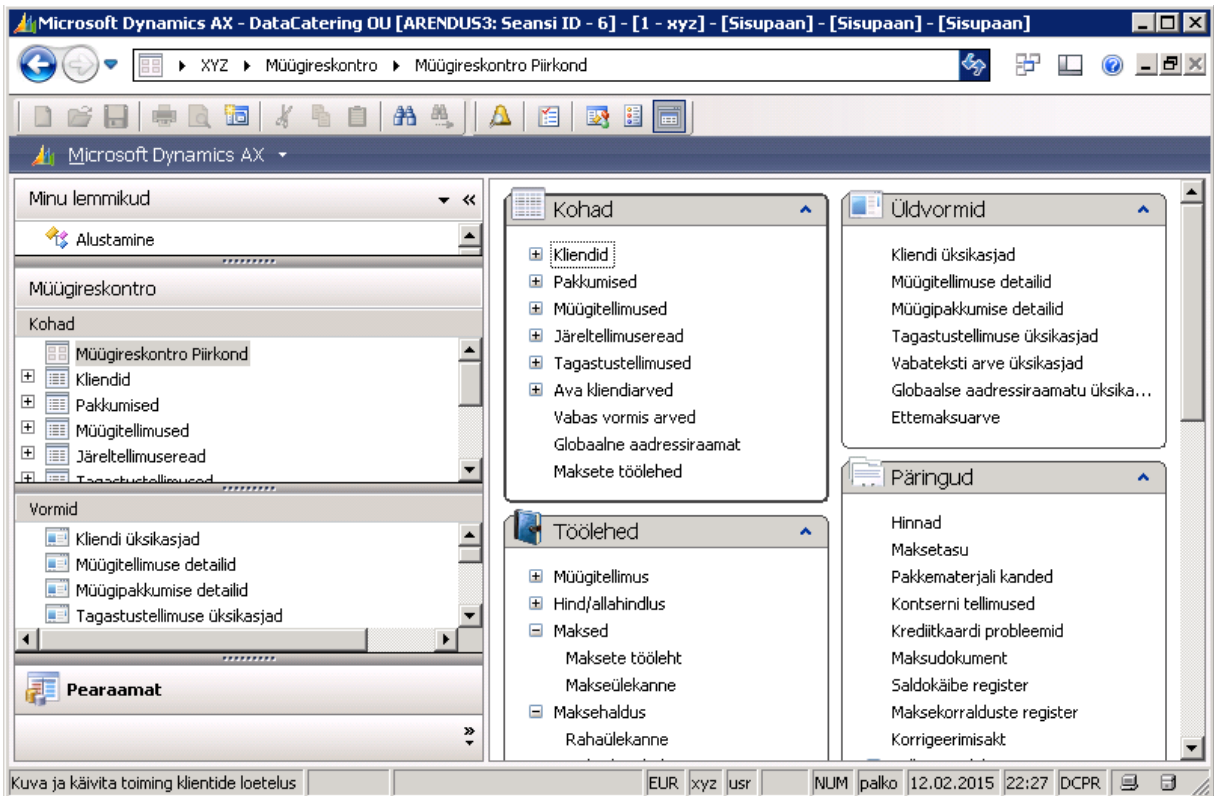 Microsoft Dynamics AX - DataCatering OU [ARENDUS3: Seansi ID - 6] - [1 - xyz] - [Sisupaan] - [Sisupaan] - [Sisupaan]
XYZ ▸ Müügireskontro ▸ Müügireskontro Piirkond
Microsoft Dynamics AX
Minu lemmikud
Alustamine
Müügireskontro
Kohad
Müügireskontro Piirkond
Kliendid
Pakkumised
Müügitellimused
Järeltellimuseread
Tagastustellimused
Vormid
Kliendi üksikasjad
Müügitellimuse detailid
Müügipakkumise detailid
Tagastustellimuse üksikasjad
Pearaamat
Kohad
Kliendid
Pakkumised
Müügitellimused
Järeltellimuseread
Tagastustellimused
Ava kliendiarved
Vabas vormis arved
Globaalne aadressiraamat
Maksete töölehed
Töölehed
Müügitellimus
Hind/allahindlus
Maksed
Maksete tööleht
Makseülekanne
Maksehaldus
Rahaülekanne
Üldvormid
Kliendi üksikasjad
Müügitellimuse detailid
Müügipakkumise detailid
Tagastustellimuse üksikasjad
Vabateksti arve üksikasjad
Globaalse aadressiraamatu üksika...
Ettemaksuarve
Päringud
Hinnad
Maksetasu
Pakkematerjali kanded
Kontserni tellimused
Krediitkaardi probleemid
Maksudokument
Saldokäibe register
Maksekorralduste register
Korrigeerimisakt
Kuva ja käivita toiming klientide loetelus EUR xyz usr NUM palko 12.02.2015 22:27 DCPR